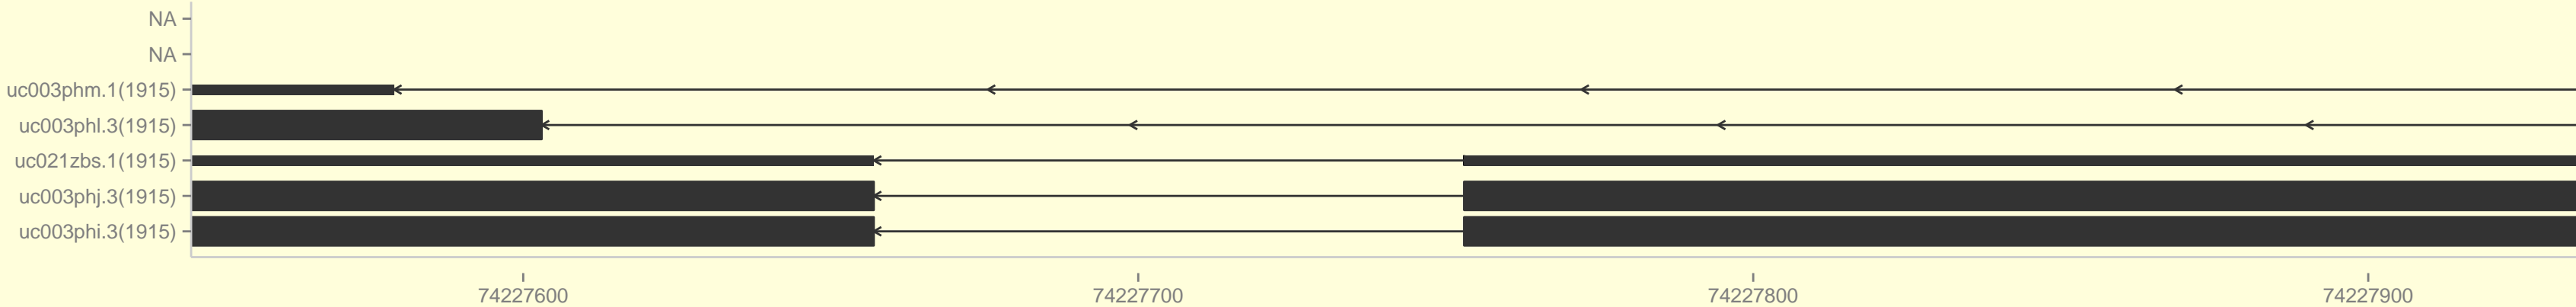 NA
NA
uc003phm.1(1915)
uc003phl.3(1915)
uc021zbs.1(1915)
uc003phj.3(1915)
uc003phi.3(1915)
74227600 74227700 74227800 74227900